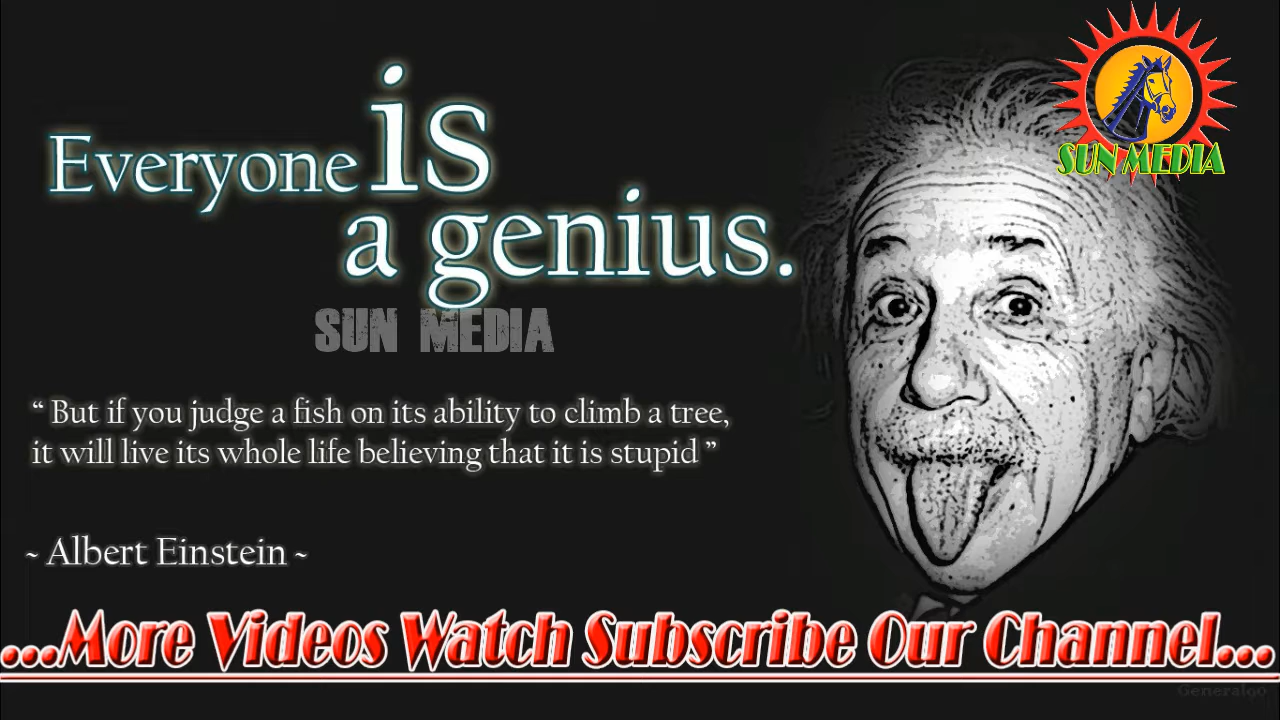 SUN MEDIA
Everyone is
a genius.
SUN MEDIA
“ But if you judge a fish on its ability to climb a tree,
it will live its whole life believing that it is stupid ”
~ Albert Einstein ~
...More Videos Watch Subscribe Our Channel...
General90